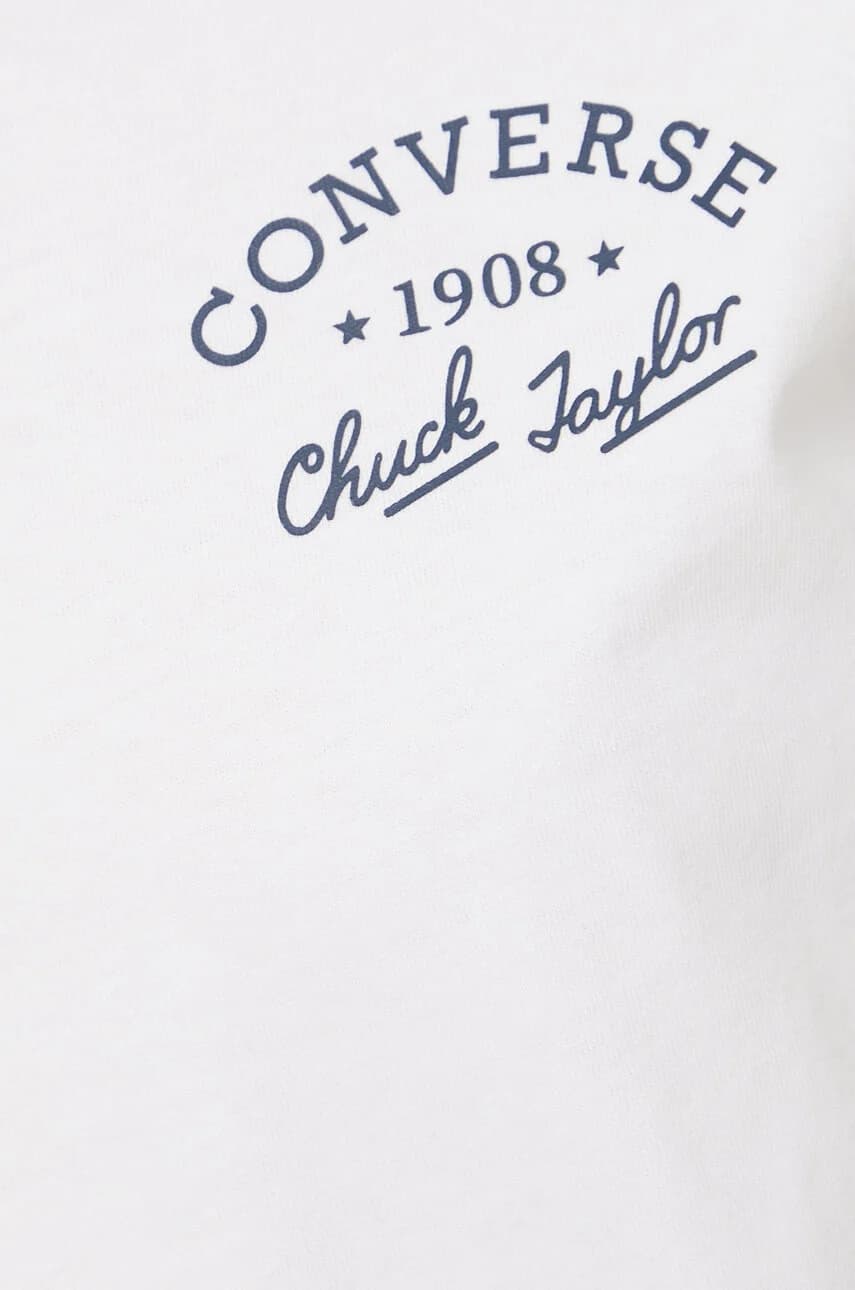 CONVERSE
★ 1908 ★
Chuck Taylor